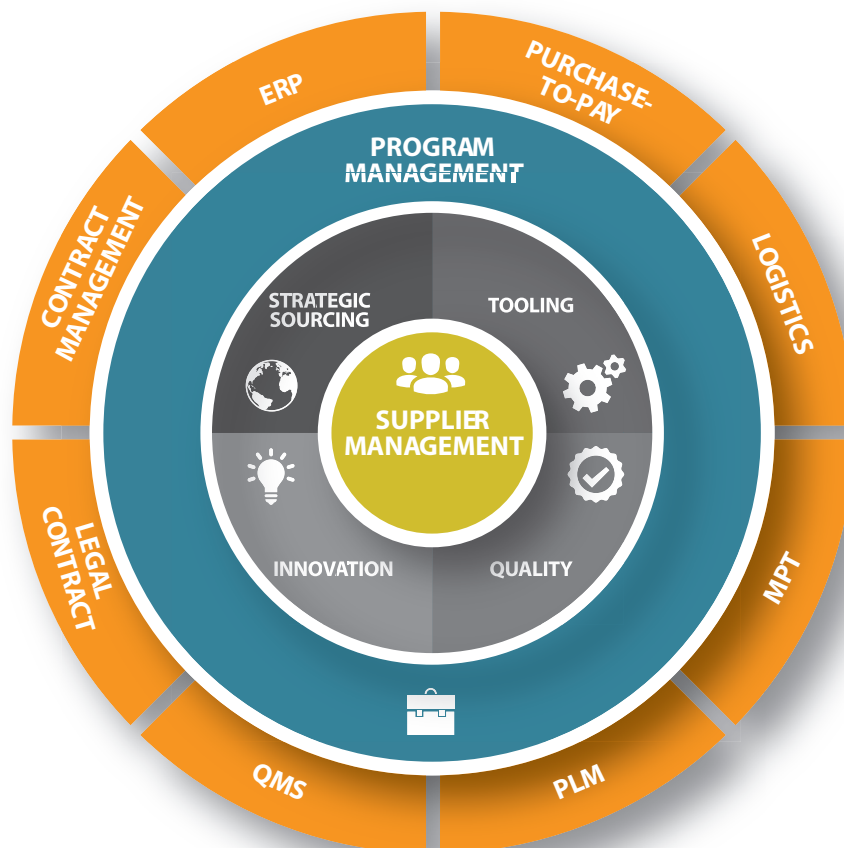 ERP
PURCHASE-
TO-PAY
LOGISTICS
MPT
PLM
QMS
LEGAL
CONTRACT
CONTRACT
MANAGEMENT
PROGRAM
MANAGEMENT
STRATEGIC
SOURCING
TOOLING
SUPPLIER
MANAGEMENT
INNOVATION
QUALITY